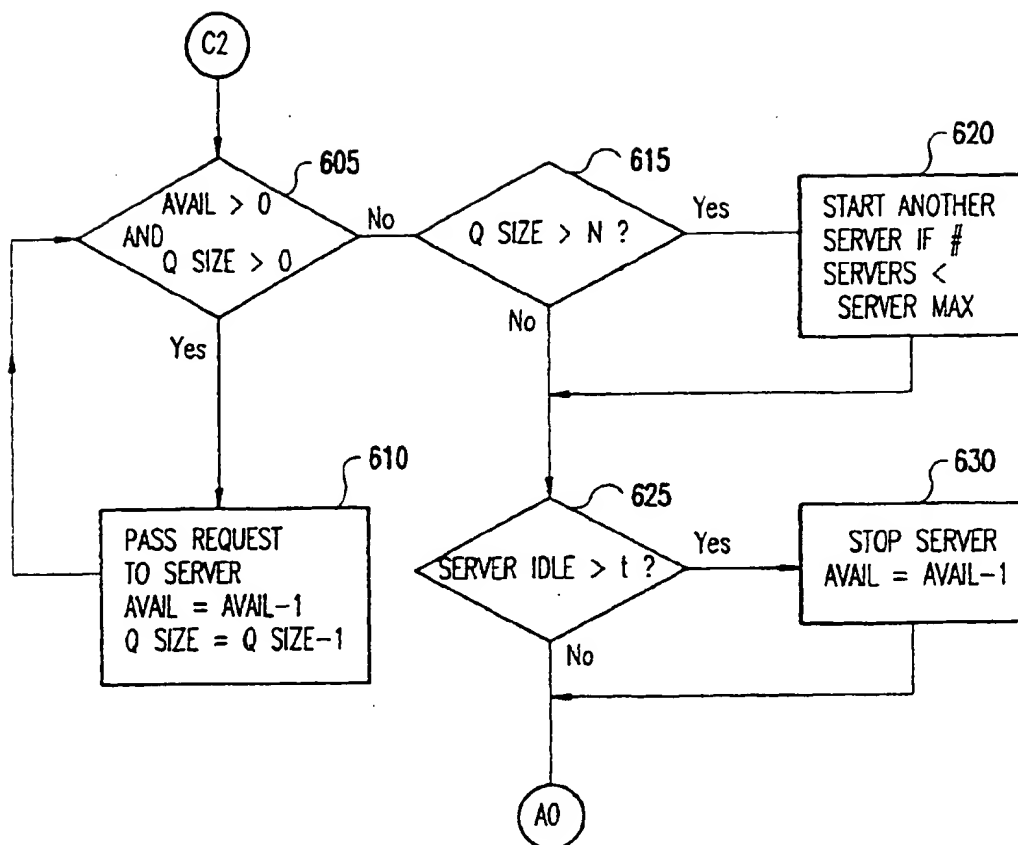 C2
605
AVAIL > 0
AND
Q SIZE > 0
No
Yes
610
PASS REQUEST
TO SERVER
AVAIL = AVAIL-1
Q SIZE = Q SIZE-1
615
Q SIZE > N ?
Yes
No
620
START ANOTHER
SERVER IF #
SERVERS <
SERVER MAX
625
SERVER IDLE > t ?
Yes
No
630
STOP SERVER
AVAIL = AVAIL-1
A0